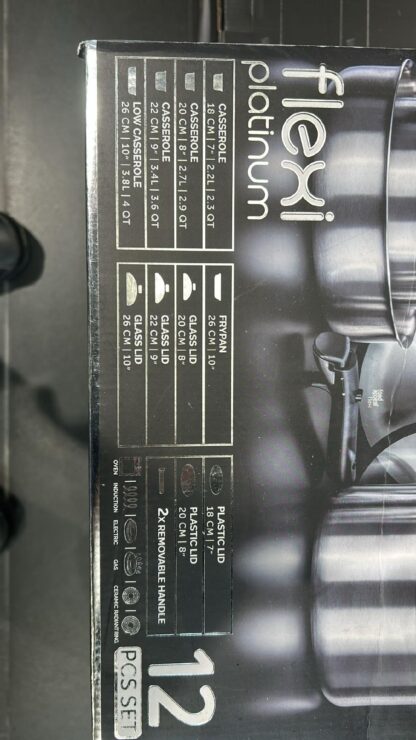 flexi
platinum
CASSEROLE
18 CM | 7" | 2.2L | 2.3 QT
CASSEROLE
20 CM | 8" | 2.7L | 2.9 QT
CASSEROLE
22 CM | 9" | 3.4L | 3.6 QT
LOW CASSEROLE
26 CM | 10" | 3.8L | 4 QT
FRYPAN
26 CM | 10"
GLASS LID
20 CM | 8"
GLASS LID
22 CM | 9"
GLASS LID
26 CM | 10"
PLASTIC LID
18 CM | 7"
PLASTIC LID
20 CM | 8"
2X REMOVABLE HANDLE
OVEN
INDUCTION
ELECTRIC
GAS
CERAMIC
RADIANT RING
12
PCS SET